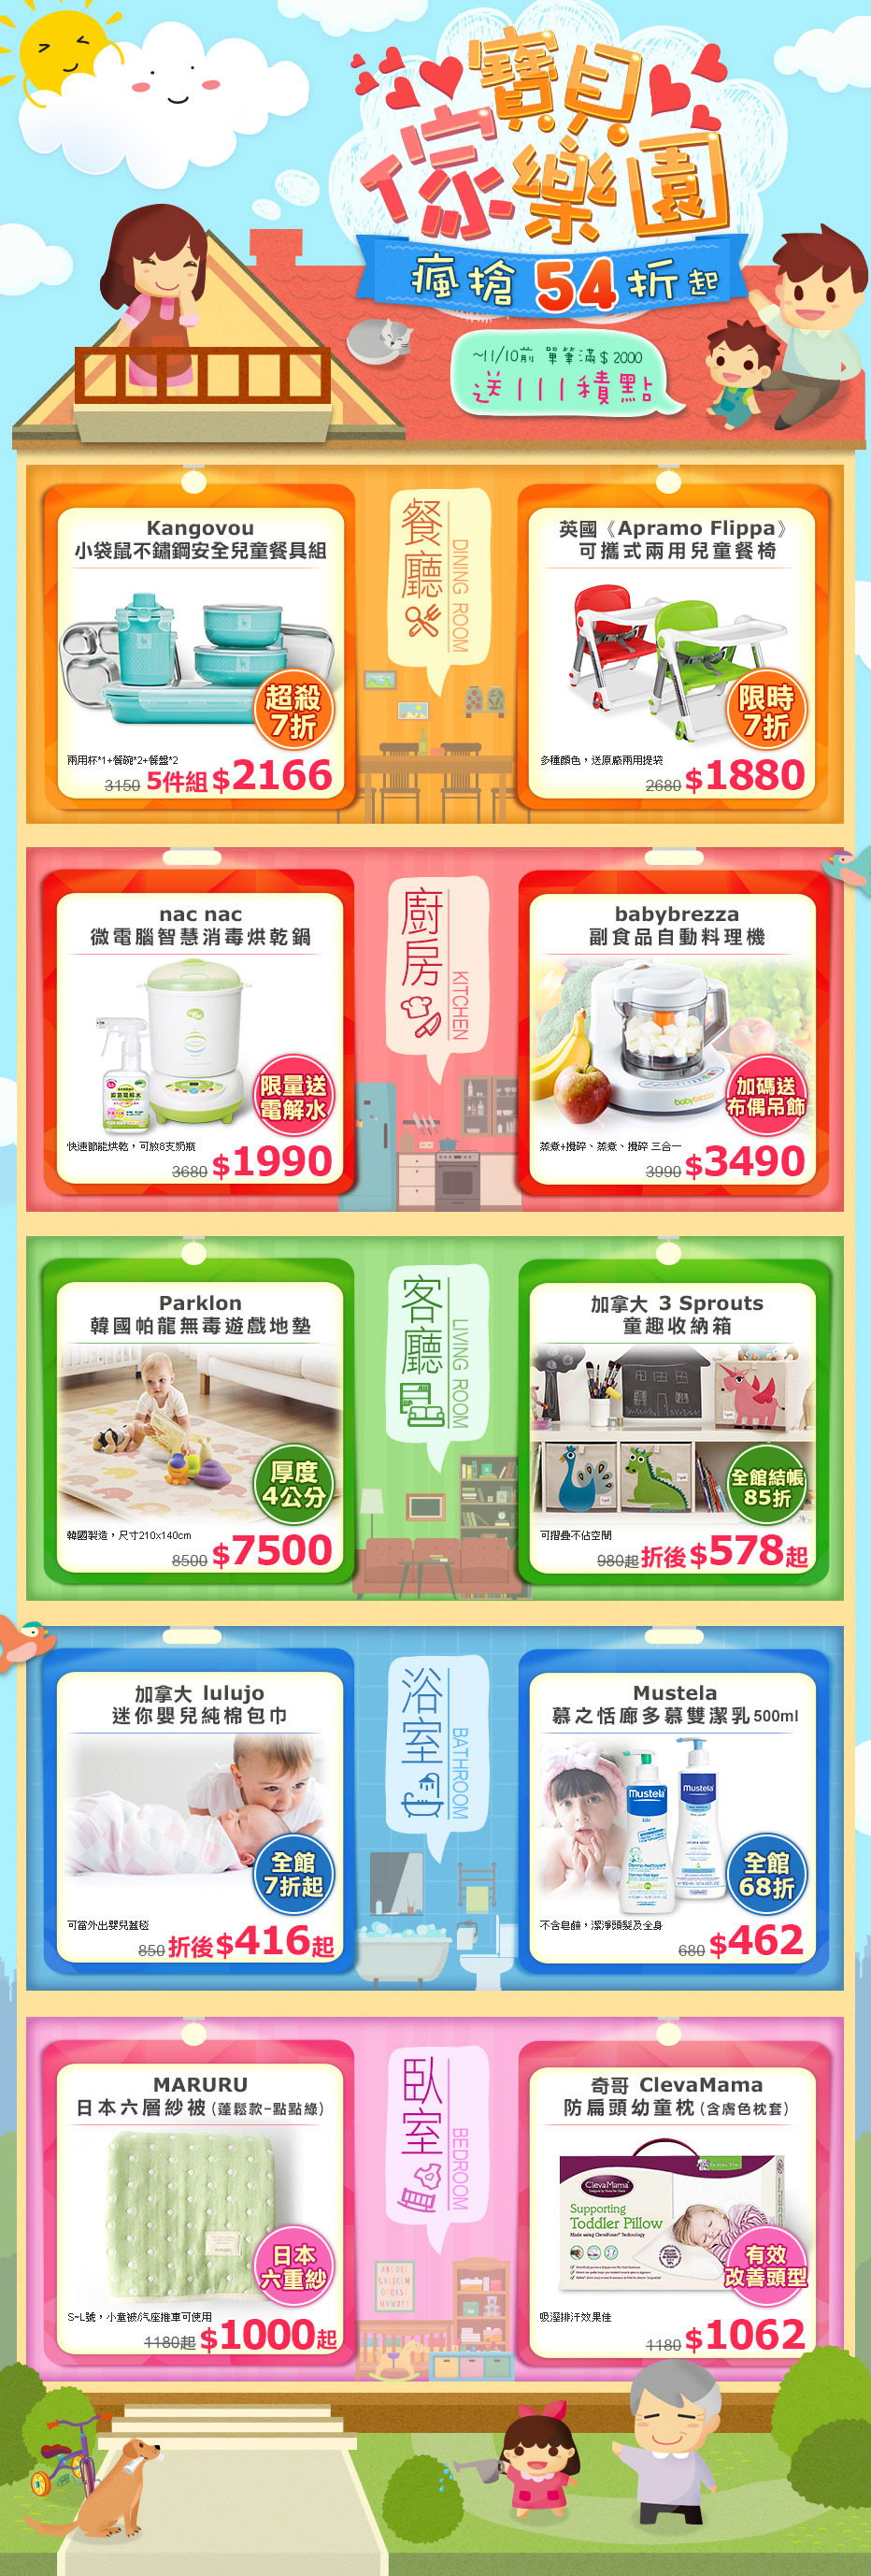 寶貝
傢樂園
瘋搶54折起
~11/10前 單筆滿$2000
送111積點
Kangovou
小袋鼠不鏽鋼安全兒童餐具組
超殺
7折
兩用杯*1+餐碗*2+餐盤*2
3150 5件組$2166
餐廳
DINING ROOM
英國《Apramo Flippa》
可攜式兩用兒童餐椅
限時
7折
多種顏色，送原廠兩用提袋
2680 $1880
nac nac
微電腦智慧消毒烘乾鍋
限量送
電解水
快速節能烘乾，可放8支奶瓶
3680 $1990
廚房
KITCHEN
babybrezza
副食品自動料理機
babybrezza
加碼送
布偶吊飾
蒸煮+攪碎、蒸煮、攪碎 三合一
3990 $3490
Parklon
韓國帕龍無毒遊戲地墊
厚度
4公分
韓國製造，尺寸210x140cm
8500 $7500
客廳
LIVING ROOM
加拿大 3 Sprouts
童趣收納箱
全館結帳
85折
可摺疊不佔空間
980起 折後$578起
加拿大 lulujo
迷你嬰兒純棉包巾
全館
7折起
可當外出嬰兒蓋毯
850 折後$416起
浴室
BATHROOM
Mustela
慕之恬廊多慕雙潔乳500ml
Mustela
Mustela
全館
68折
不含皂鹼，潔淨頭髮及全身
680 $462
MARURU
日本六層紗被(蓬鬆款-點點綠)
日本
六重紗
S~L號，小童被/汽座推車可使用
1180起 $1000起
臥室
BEDROOM
奇哥 ClevaMama
防扁頭幼童枕(含膚色枕套)
ClevaMama
Supporting
Toddler Pillow
有效
改善頭型
吸溼排汗效果佳
1180 $1062